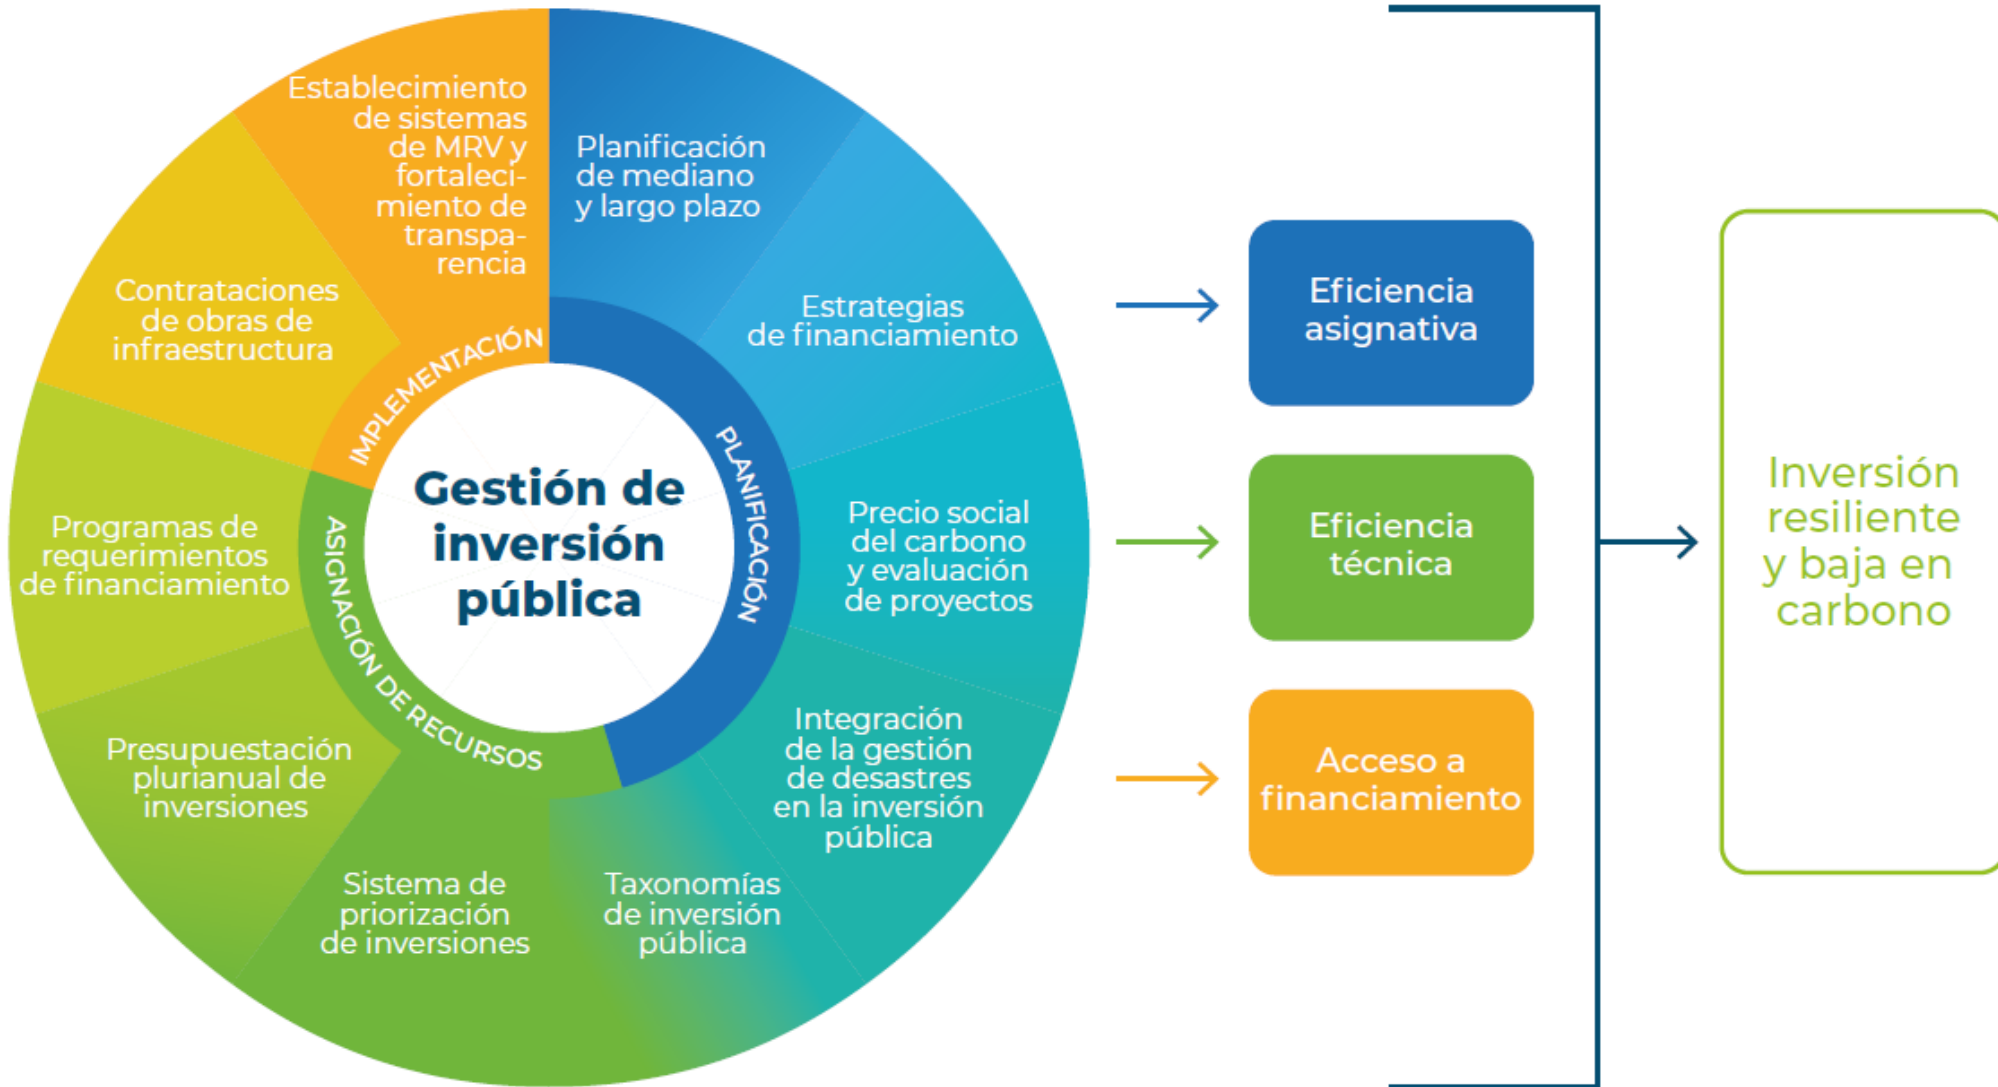 Establecimiento
de sistemas
de MRV y
fortaleci-
miento de
transpa-
rencia
Planificación
de mediano
y largo plazo
Estrategias
de financiamiento
Precio social
del carbono
y evaluación
de proyectos
Integración
de la gestión
de desastres
en la inversión
pública
Taxonomías
de inversión
pública
Sistema de
priorización
de inversiones
Presupuestación
plurianual de
inversiones
Programas de
requerimientos
de financiamiento
Contrataciones
de obras de
infraestructura
IMPLEMENTACIÓN
PLANIFICACIÓN
ASIGNACIÓN DE RECURSOS
Gestión de
inversión
pública
Eficiencia
asignativa
Eficiencia
técnica
Acceso a
financiamiento
Inversión
resiliente
y baja en
carbono